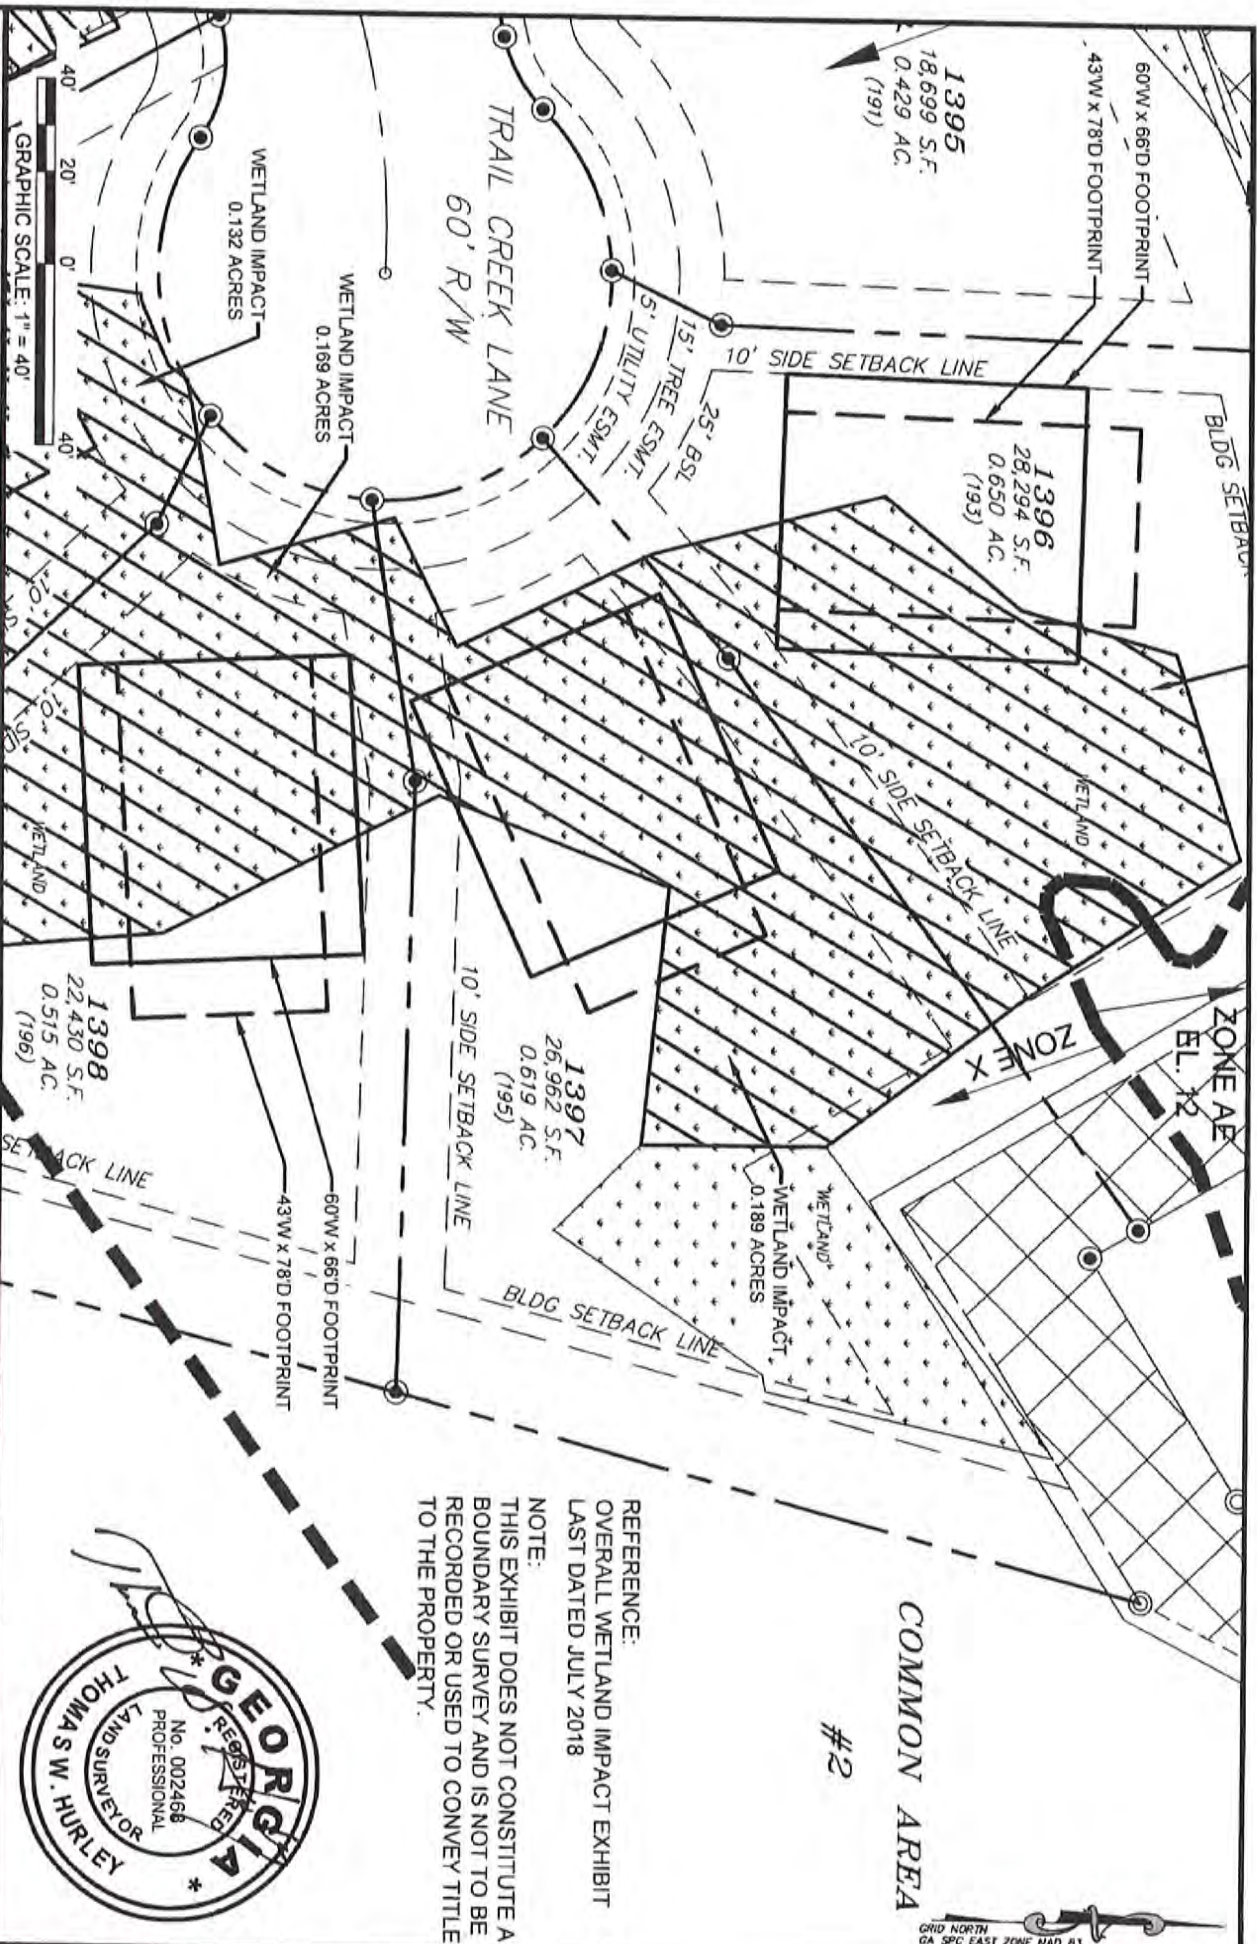 1395
18,699 S.F.
0.429 AC.
(191)
60'W x 66'D FOOTPRINT
43'W x 78'D FOOTPRINT
10' SIDE SETBACK LINE
BLDG SETBACK
1396
28,294 S.F.
0.650 AC.
(193)
TRAIL CREEK LANE
60' R/W
5' UTILITY ESMT.
15' TREE ESMT.
25' BSL
WETLAND IMPACT
0.132 ACRES
WETLAND IMPACT
0.169 ACRES
40' 20' 0' 40'
GRAPHIC SCALE: 1" = 40'
WETLAND
10' SIDE SETBACK LINE
ZONE X
ZONE AE
EL. 12
WETLAND
10' SIDE SETBACK LINE
1397
26,962 S.F.
0.619 AC.
(195)
WETLAND IMPACT
0.189 ACRES
WETLAND
BLDG SETBACK LINE
1398
22,430 S.F.
0.515 AC.
(196)
60'W x 66'D FOOTPRINT
43'W x 78'D FOOTPRINT
SETBACK LINE
COMMON AREA
#2
REFERENCE:
OVERALL WETLAND IMPACT EXHIBIT
LAST DATED JULY 2018
NOTE:
THIS EXHIBIT DOES NOT CONSTITUTE A
BOUNDARY SURVEY AND IS NOT TO BE
RECORDED OR USED TO CONVEY TITLE
TO THE PROPERTY.
* GEORGIA *
REGISTERED
No. 002468
PROFESSIONAL
LAND SURVEYOR
THOMAS W. HURLEY
GRID NORTH
GA SPC EAST ZONE NAD 83